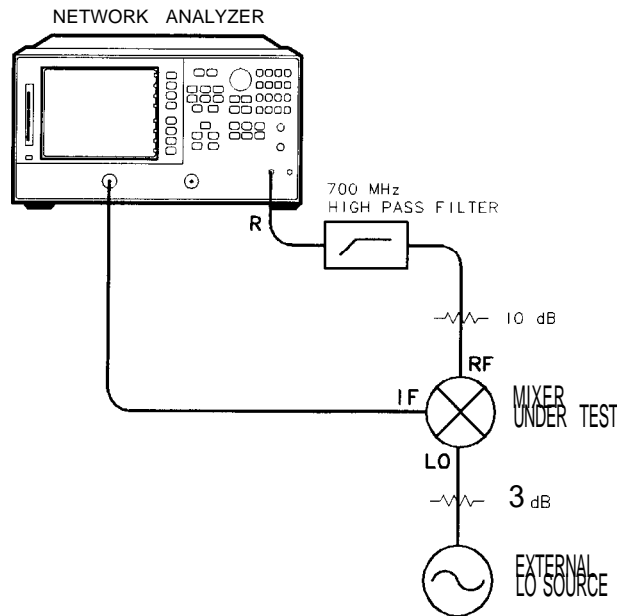 NETWORK ANALYZER
R
700 MHz
HIGH PASS FILTER
10 dB
RF
IF
MIXER
UNDER TEST
LO
3 dB
EXTERNAL
LO SOURCE